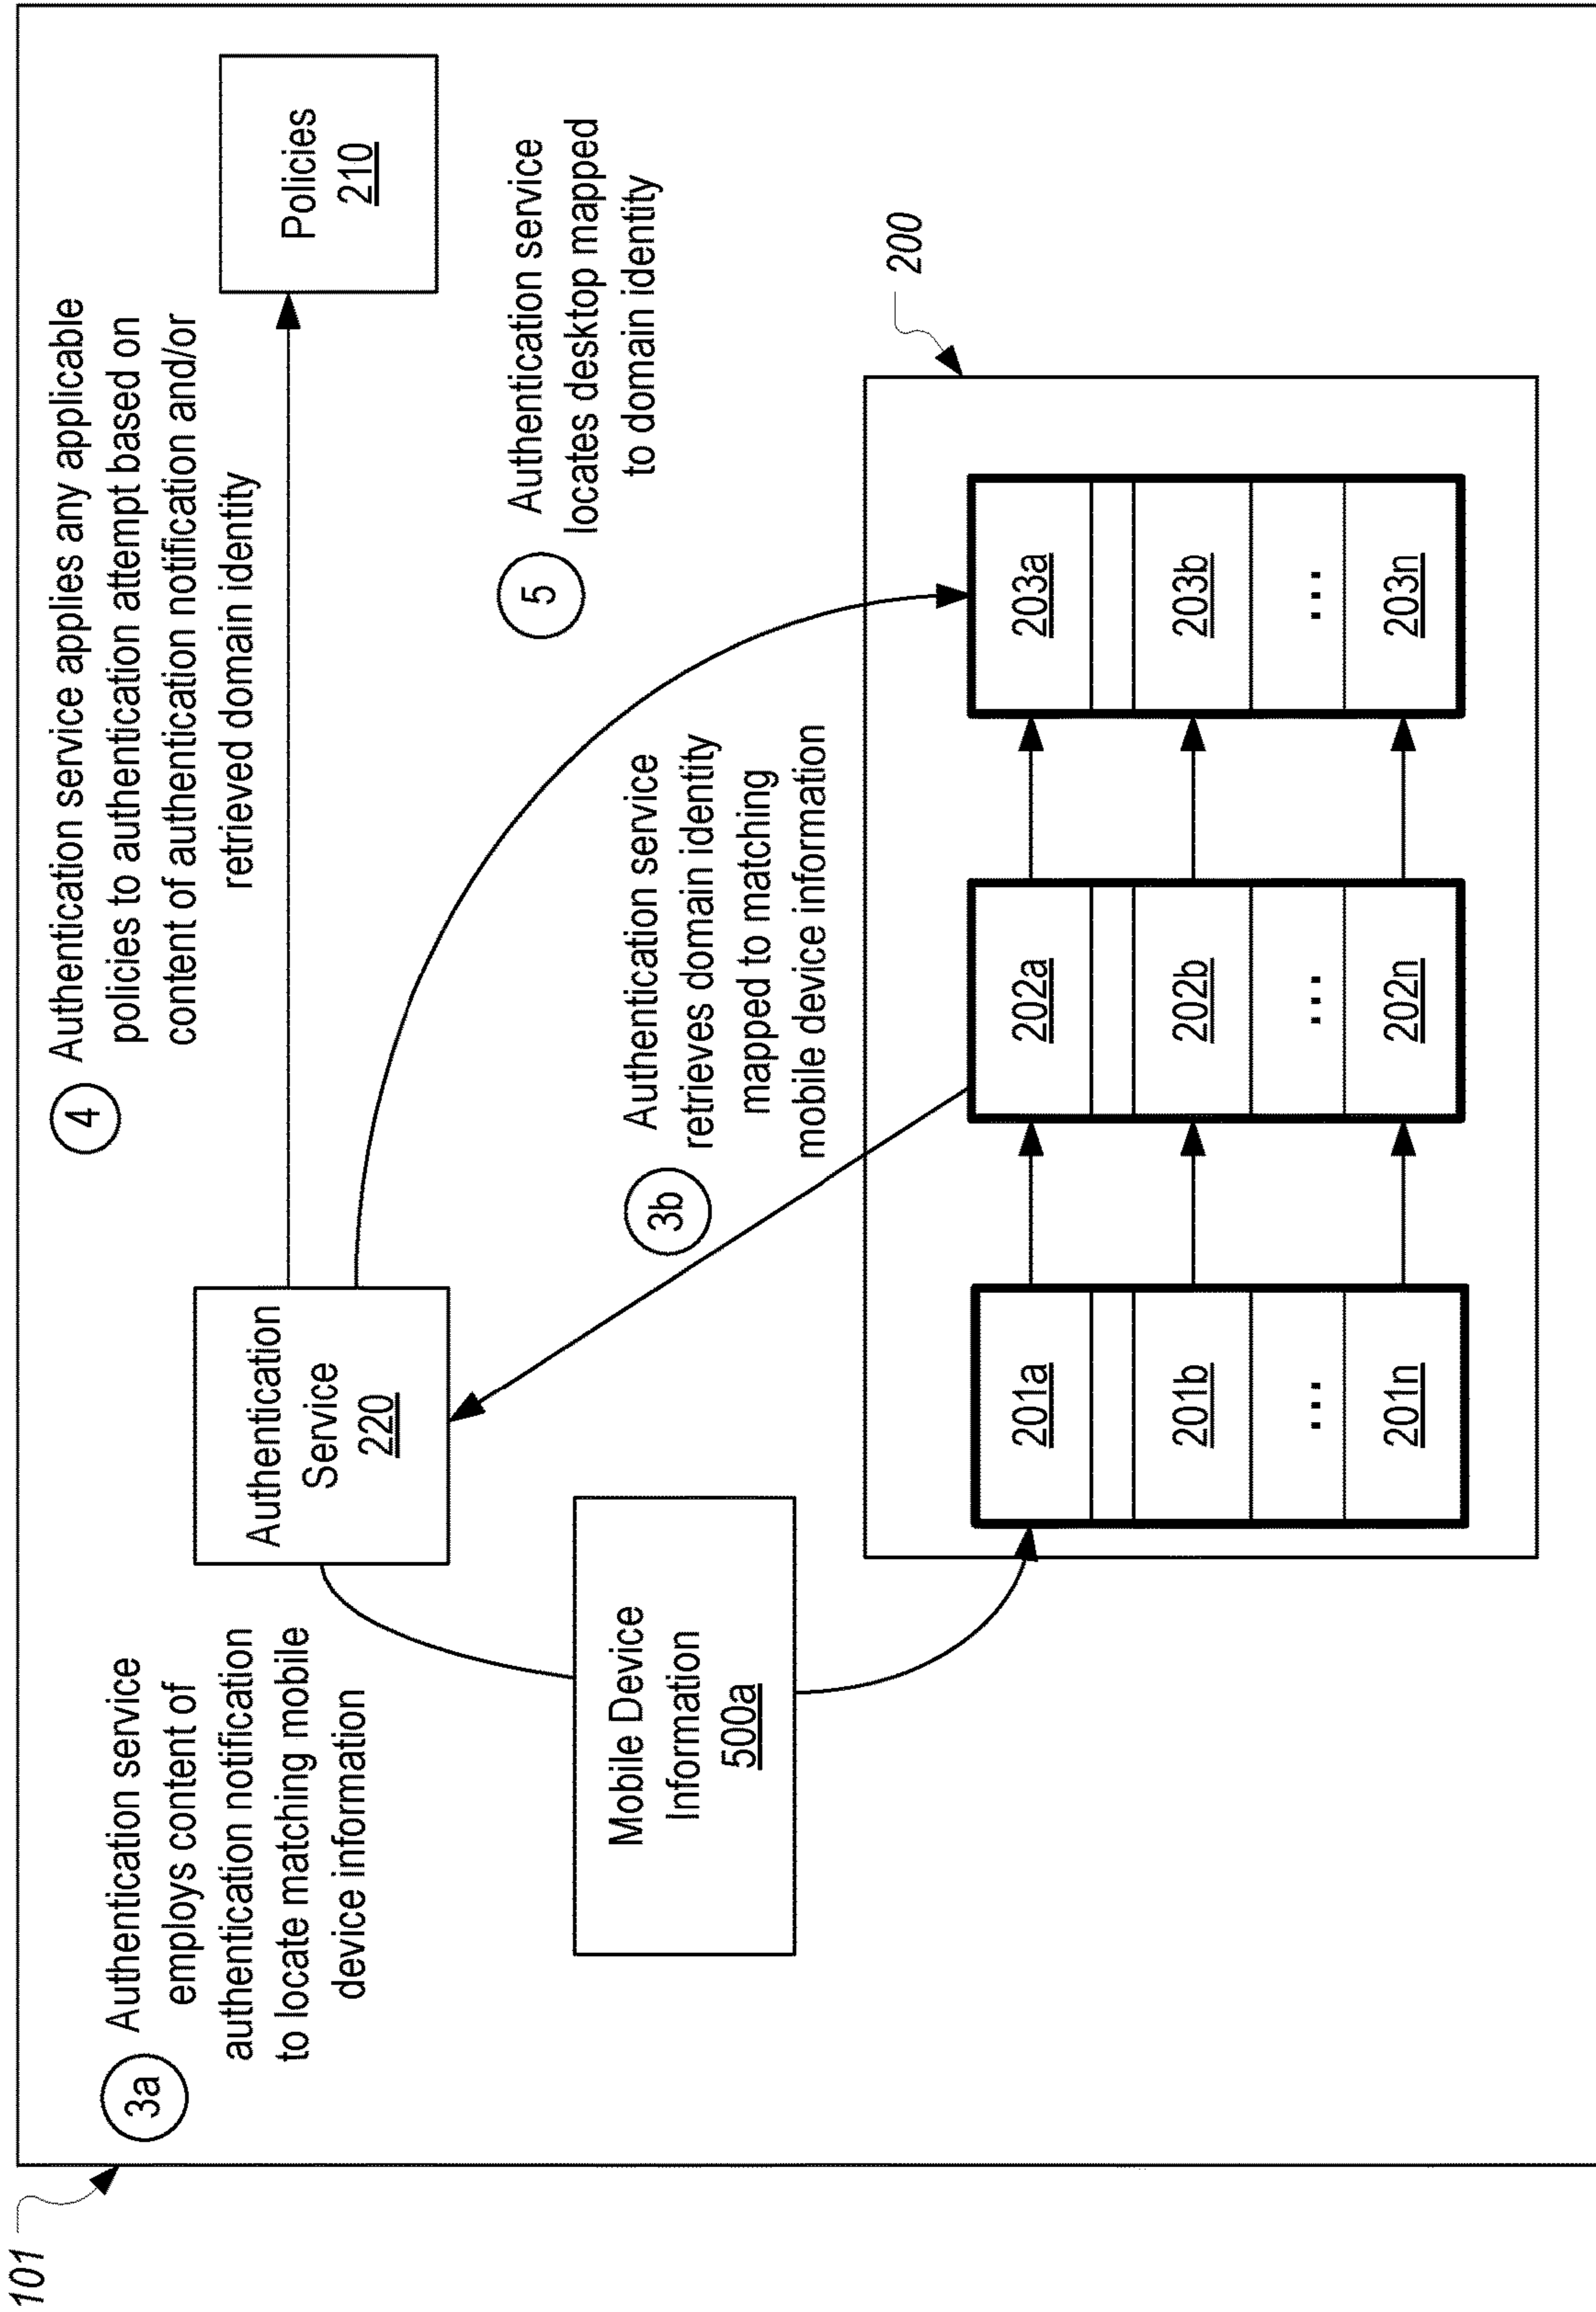 101
3a
Authentication service
employs content of
authentication notification
to locate matching mobile
device information
4
Authentication service applies any applicable
policies to authentication attempt based on
content of authentication notification and/or
retrieved domain identity
Authentication
Service
220
Policies
210
5
Authentication service
locates desktop mapped
to domain identity
3b
Authentication service
retrieves domain identity
mapped to matching
mobile device information
Mobile Device
Information
500a
200
201a
201b
...
201n
202a
202b
...
202n
203a
203b
...
203n